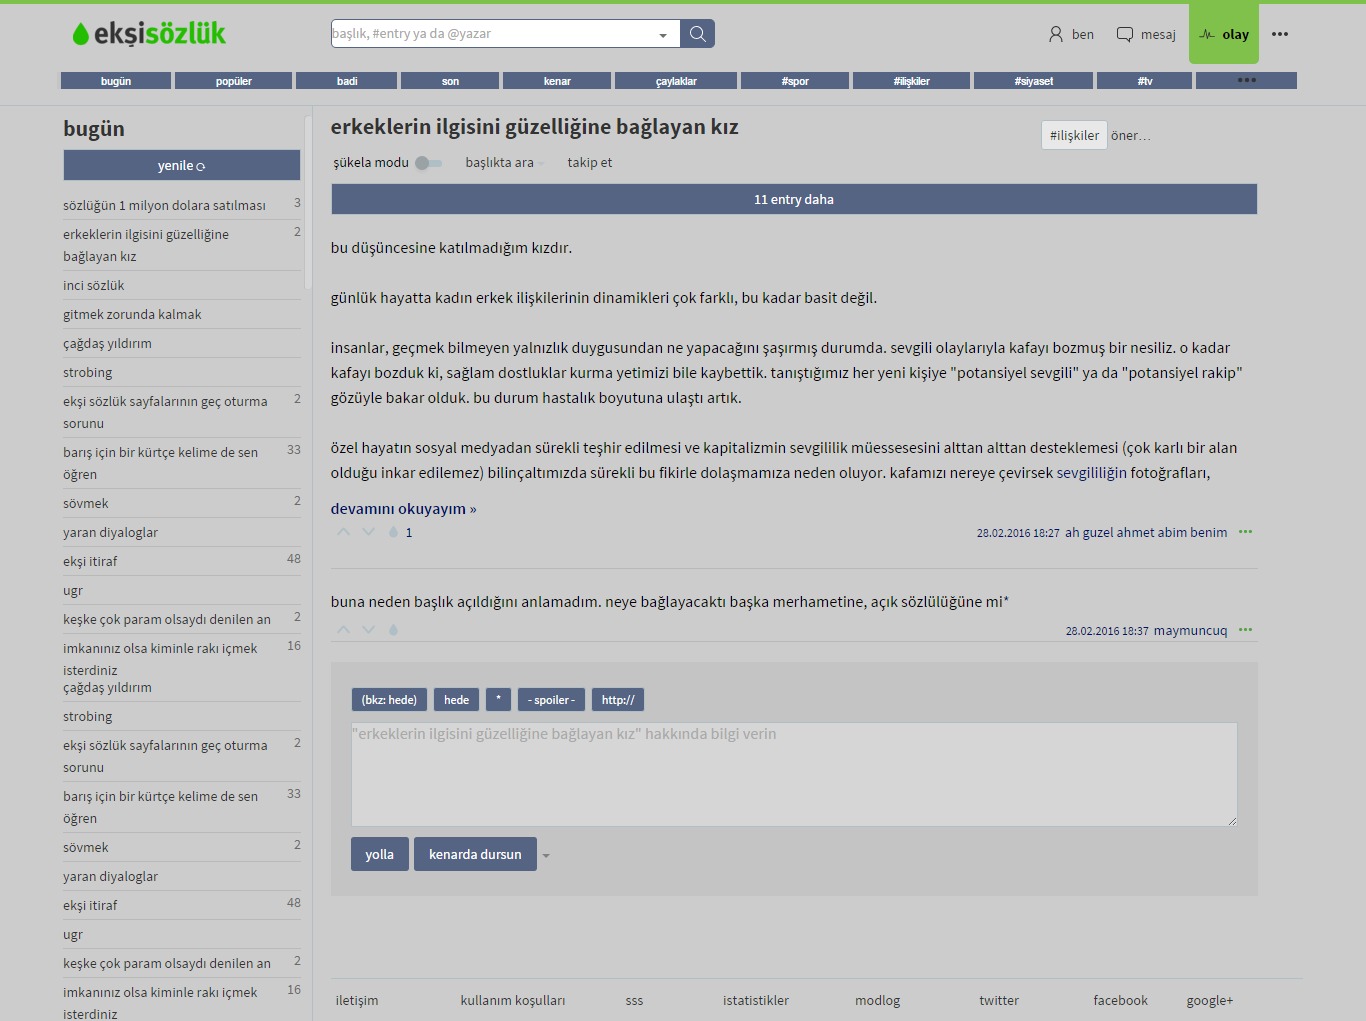 ekşisözlük
başlık, #entry ya da @yazar
ben
mesaj
olay
•••
bugün
popüler
badi
son
kenar
çaylaklar
#spor
#ilişkiler
#siyaset
#tv
•••
bugün
yenile
sözlüğün 1 milyon dolara satılması 3
erkeklerin ilgisini güzelliğine 2
bağlayan kız
inci sözlük
gitmek zorunda kalmak
çağdaş yıldırım
strobing
ekşi sözlük sayfalarının geç oturma 2
sorunu
barış için bir kürtçe kelime de sen 33
öğren
sövmek 2
yaran diyaloglar
ekşi itiraf 48
ugr
keşke çok param olsaydı denilen an 2
imkanınız olsa kiminle rakı içmek 16
isterdiniz
çağdaş yıldırım
strobing
ekşi sözlük sayfalarının geç oturma 2
sorunu
barış için bir kürtçe kelime de sen 33
öğren
sövmek 2
yaran diyaloglar
ekşi itiraf 48
ugr
keşke çok param olsaydı denilen an 2
imkanınız olsa kiminle rakı içmek 16
isterdiniz
erkeklerin ilgisini güzelliğine bağlayan kız
#ilişkiler öner...
şükela modu
başlıkta ara
takip et
11 entry daha
bu düşüncesine katılmadığım kızdır.
günlük hayatta kadın erkek ilişkilerinin dinamikleri çok farklı, bu kadar basit değil.
insanlar, geçmek bilmeyen yalnızlık duygusundan ne yapacağını şaşırmış durumda. sevgili olaylarıyla kafayı bozmuş bir nesiliz. o kadar
kafayı bozduk ki, sağlam dostluklar kurma yetimizi bile kaybettik. tanıştığımız her yeni kişiye "potansiyel sevgili" ya da "potansiyel rakip"
gözüyle bakar olduk. bu durum hastalık boyutuna ulaştı artık.
özel hayatın sosyal medyadan sürekli teşhir edilmesi ve kapitalizmin sevgililik müessesesini alttan alttan desteklemesi (çok karlı bir alan
olduğu inkar edilemez) bilinçaltımızda sürekli bu fikirle dolaşmamıza neden oluyor. kafamızı nereye çevirsek sevgililiğin fotoğrafları,
devamını okuyayım »
1
28.02.2016 18:27 ah guzel ahmet abim benim •••
buna neden başlık açıldığını anlamadım. neye bağlayacaktı başka merhametine, açık sözlülüğüne mi*
28.02.2016 18:37 maymuncuq •••
(bkz: hede)
hede
*
- spoiler -
http://
"erkeklerin ilgisini güzelliğine bağlayan kız" hakkında bilgi verin
yolla
kenarda dursun
iletişim
kullanım koşulları
sss
istatistikler
modlog
twitter
facebook
google+